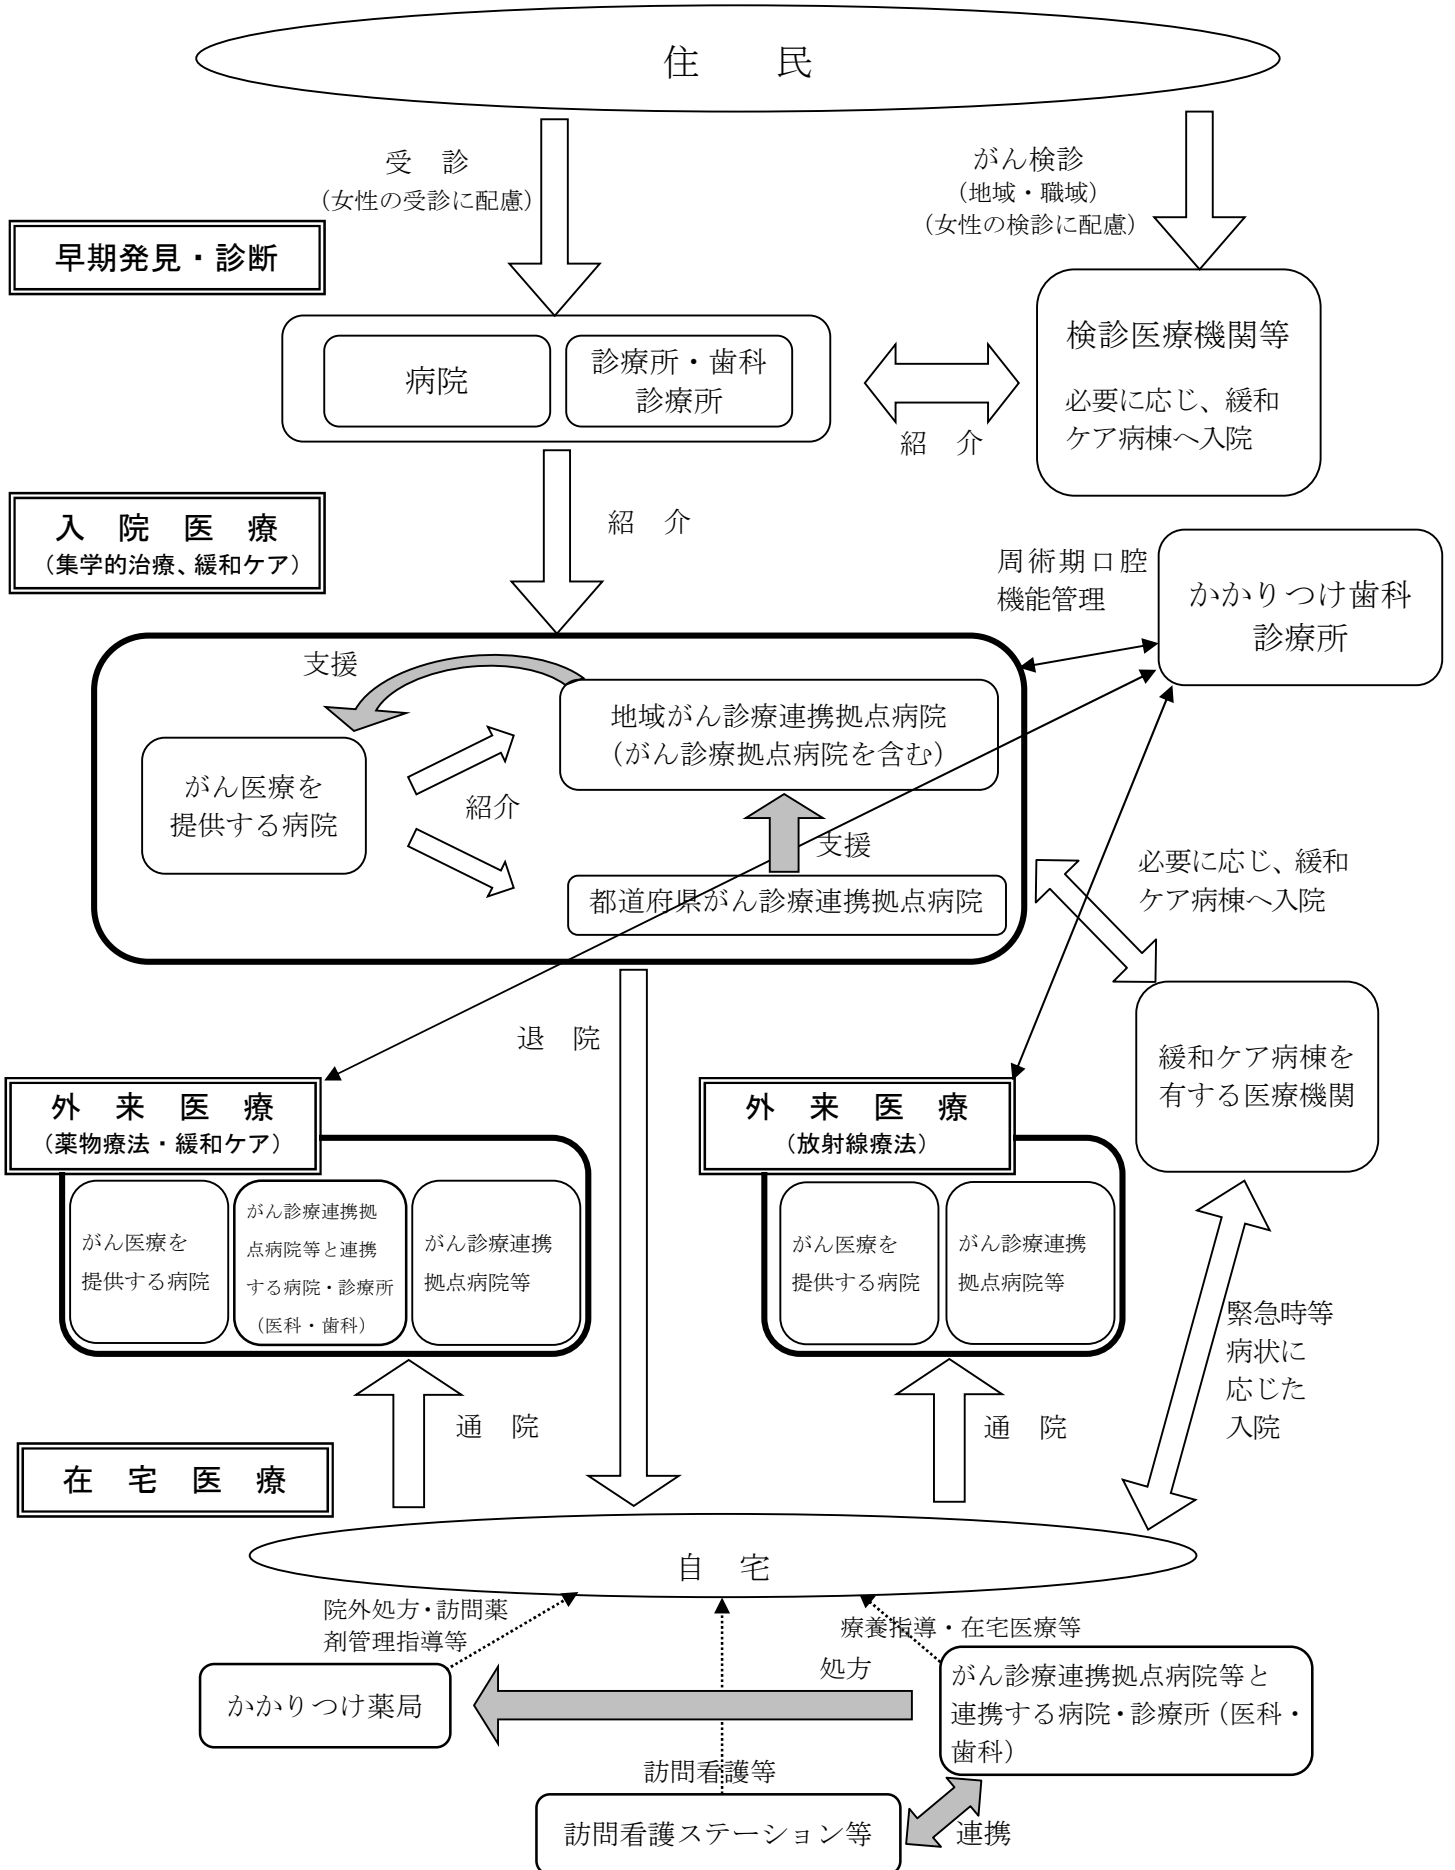 住　　民
受　診
（女性の受診に配慮）
がん検診
（地域・職域）
（女性の検診に配慮）
早期発見・診断
病院
診療所・歯科
診療所
紹　介
検診医療機関等
必要に応じ、緩和
ケア病棟へ入院
入　院　医　療
（集学的治療、緩和ケア）
紹　介
周術期口腔
機能管理
かかりつけ歯科
診療所
支援
地域がん診療連携拠点病院
（がん診療拠点病院を含む）
がん医療を
提供する病院
紹介
支援
都道府県がん診療連携拠点病院
必要に応じ、緩和
ケア病棟へ入院
退　院
緩和ケア病棟を
有する医療機関
外　来　医　療
（薬物療法・緩和ケア）
がん医療を
提供する病院
がん診療連携拠
点病院等と連携
する病院・診療所
（医科・歯科）
がん診療連携
拠点病院等
外　来　医　療
（放射線療法）
がん医療を
提供する病院
がん診療連携
拠点病院等
緊急時等
病状に
応じた
入院
通　院
通　院
在　宅　医　療
自　宅
院外処方・訪問薬
剤管理指導等
療養指導・在宅医療等
処方
かかりつけ薬局
がん診療連携拠点病院等と
連携する病院・診療所（医科・
歯科）
訪問看護等
訪問看護ステーション等
連携